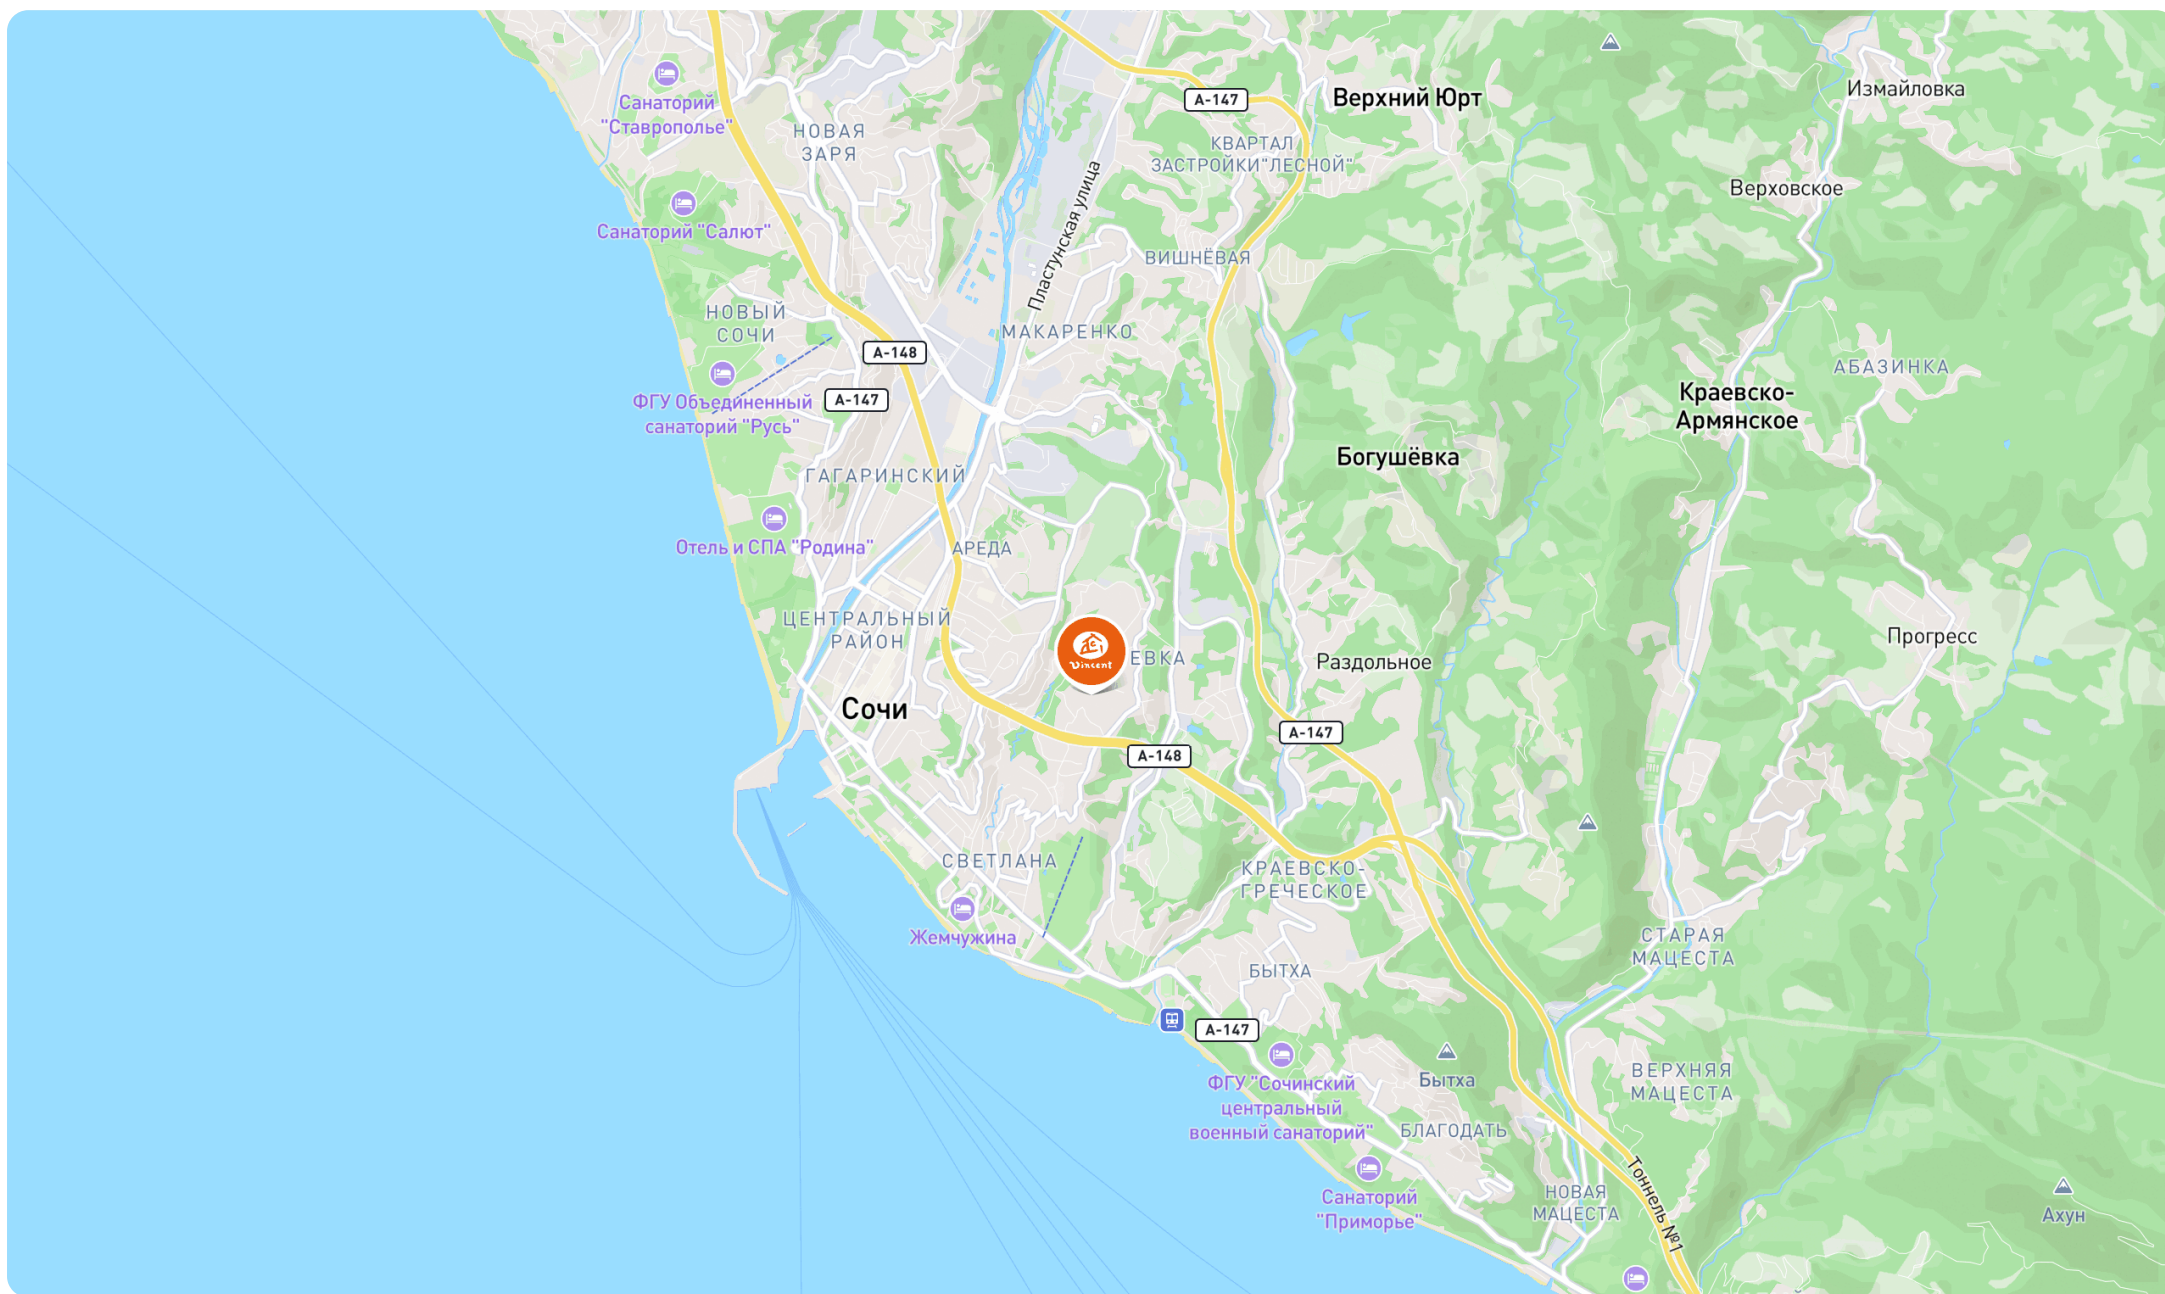 Санаторий
"Ставрополье"
НОВАЯ
ЗАРЯ
A-147
Верхний Юрт
Измайловка
КВАРТАЛ
ЗАСТРОЙКИ"ЛЕСНОЙ"
Верховское
Санаторий "Салют"
Пластунская улица
ВИШНЁВАЯ
НОВЫЙ
СОЧИ
МАКАРЕНКО
A-148
АБАЗИНКА
A-147
ФГУ Объединенный
санаторий "Русь"
Краевско-
Армянское
Богушёвка
ГАГАРИНСКИЙ
Отель и СПА "Родина"
АРЕДА
ЦЕНТРАЛЬНЫЙ
РАЙОН
Прогресс
Vincent
ЕВКА
Раздольное
Сочи
A-147
A-148
СВЕТЛАНА
КРАЕВСКО-
ГРЕЧЕСКОЕ
Жемчужина
СТАРАЯ
МАЦЕСТА
БЫТХА
A-147
ФГУ "Сочинский
центральный
военный санаторий"
Бытха
ВЕРХНЯЯ
МАЦЕСТА
БЛАГОДАТЬ
Санаторий
"Приморье"
НОВАЯ
МАЦЕСТА
Тоннель №1
Ахун